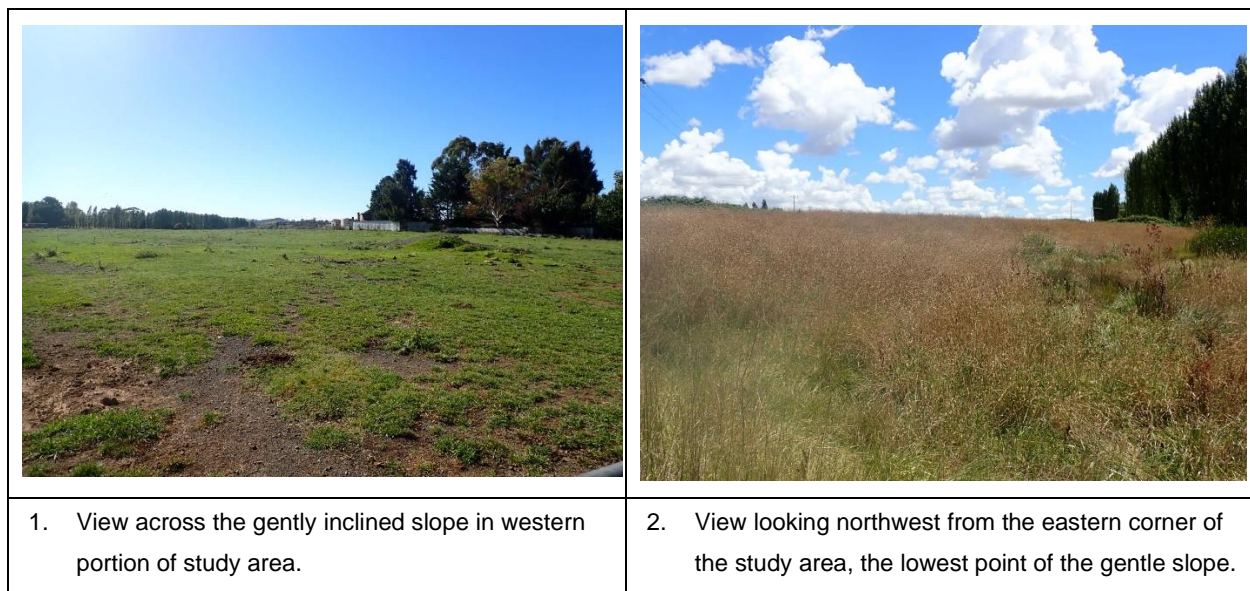 1. View across the gently inclined slope in western
portion of study area.
2. View looking northwest from the eastern corner of
the study area, the lowest point of the gentle slope.